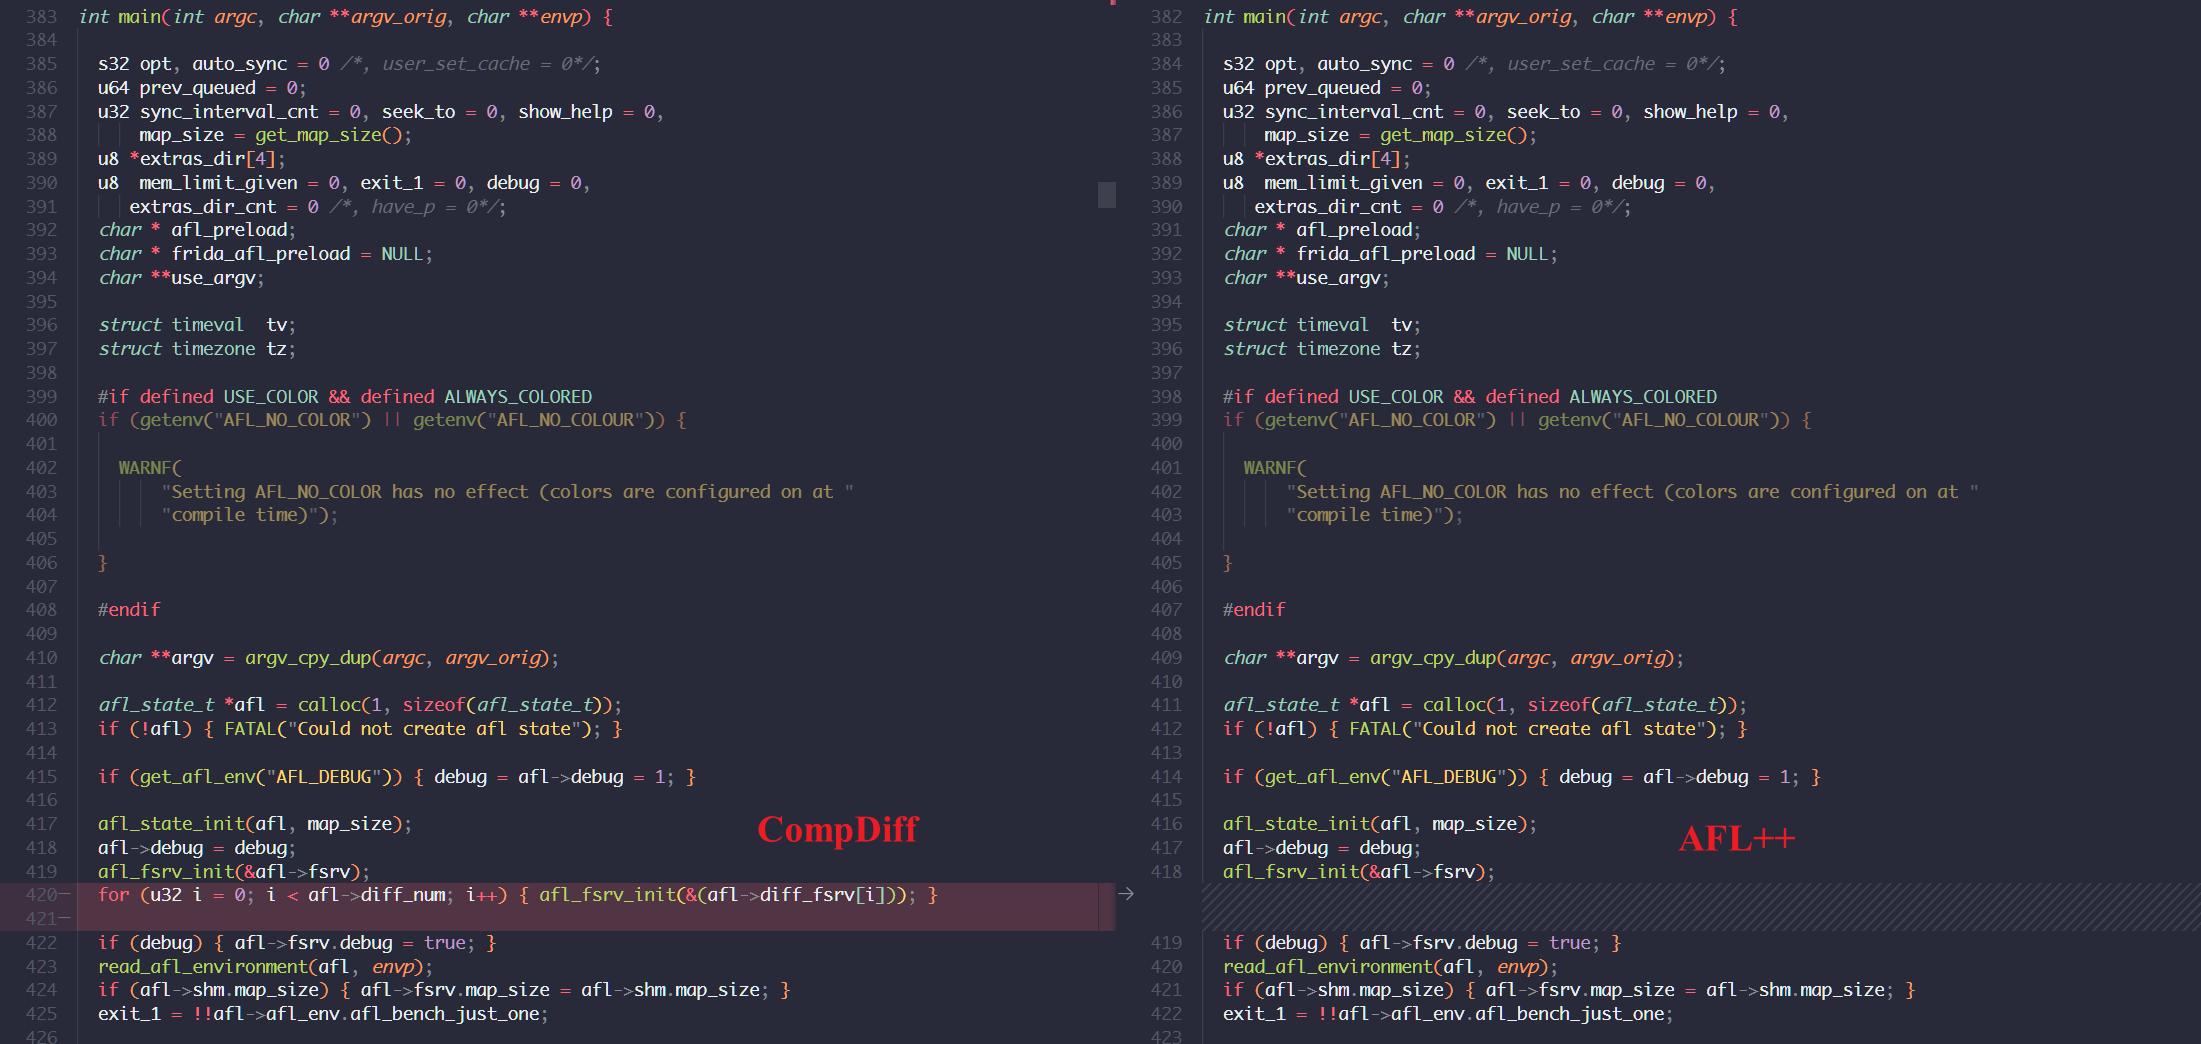 383 int main(int argc, char **argv_orig, char **envp) {
384
385 s32 opt, auto_sync = 0 /*, user_set_cache = 0*/;
386 u64 prev_queued = 0;
387 u32 sync_interval_cnt = 0, seek_to = 0, show_help = 0,
388 map_size = get_map_size();
389 u8 *extras_dir[4];
390 u8  mem_limit_given = 0, exit_1 = 0, debug = 0,
391 extras_dir_cnt = 0 /*, have_p = 0*/;
392 char * afl_preload;
393 char * frida_afl_preload = NULL;
394 char **use_argv;
395
396 struct timeval  tv;
397 struct timezone tz;
398
399 #if defined USE_COLOR && defined ALWAYS_COLORED
400 if (getenv("AFL_NO_COLOR") || getenv("AFL_NO_COLOUR")) {
401
402 WARNF(
403 "Setting AFL_NO_COLOR has no effect (colors are configured on at "
404 "compile time)");
405
406 }
407
408 #endif
409
410 char **argv = argv_cpy_dup(argc, argv_orig);
411
412 afl_state_t *afl = calloc(1, sizeof(afl_state_t));
413 if (!afl) { FATAL("Could not create afl state"); }
414
415 if (get_afl_env("AFL_DEBUG")) { debug = afl->debug = 1; }
416
417 afl_state_init(afl, map_size);
418 afl->debug = debug;
419 afl_fsrv_init(&afl->fsrv);
420− for (u32 i = 0; i < afl->diff_num; i++) { afl_fsrv_init(&(afl->diff_fsrv[i])); }
421−
422 if (debug) { afl->fsrv.debug = true; }
423 read_afl_environment(afl, envp);
424 if (afl->shm.map_size) { afl->fsrv.map_size = afl->shm.map_size; }
425 exit_1 = !!afl->afl_env.afl_bench_just_one;
426
CompDiff
→
382 int main(int argc, char **argv_orig, char **envp) {
383
384 s32 opt, auto_sync = 0 /*, user_set_cache = 0*/;
385 u64 prev_queued = 0;
386 u32 sync_interval_cnt = 0, seek_to = 0, show_help = 0,
387 map_size = get_map_size();
388 u8 *extras_dir[4];
389 u8  mem_limit_given = 0, exit_1 = 0, debug = 0,
390 extras_dir_cnt = 0 /*, have_p = 0*/;
391 char * afl_preload;
392 char * frida_afl_preload = NULL;
393 char **use_argv;
394
395 struct timeval  tv;
396 struct timezone tz;
397
398 #if defined USE_COLOR && defined ALWAYS_COLORED
399 if (getenv("AFL_NO_COLOR") || getenv("AFL_NO_COLOUR")) {
400
401 WARNF(
402 "Setting AFL_NO_COLOR has no effect (colors are configured on at "
403 "compile time)");
404
405 }
406
407 #endif
408
409 char **argv = argv_cpy_dup(argc, argv_orig);
410
411 afl_state_t *afl = calloc(1, sizeof(afl_state_t));
412 if (!afl) { FATAL("Could not create afl state"); }
413
414 if (get_afl_env("AFL_DEBUG")) { debug = afl->debug = 1; }
415
416 afl_state_init(afl, map_size);
417 afl->debug = debug;
418 afl_fsrv_init(&afl->fsrv);
419 if (debug) { afl->fsrv.debug = true; }
420 read_afl_environment(afl, envp);
421 if (afl->shm.map_size) { afl->fsrv.map_size = afl->shm.map_size; }
422 exit_1 = !!afl->afl_env.afl_bench_just_one;
423
AFL++